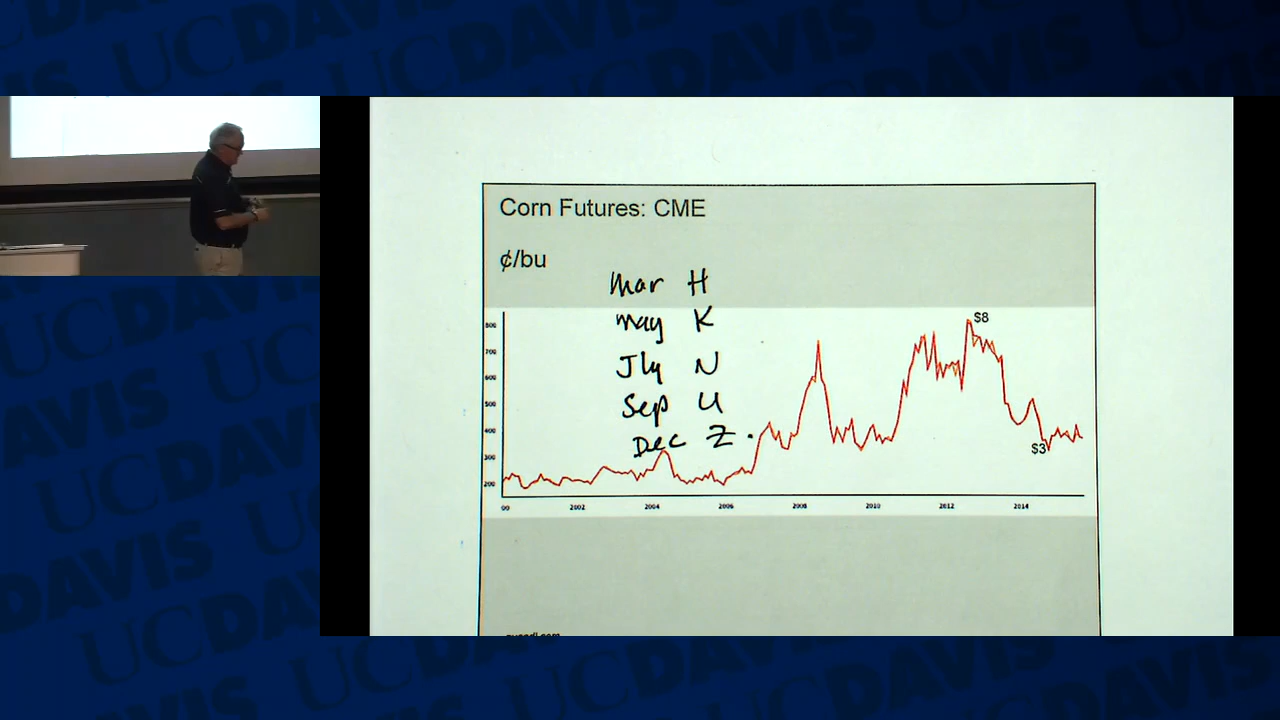 Corn Futures: CME
¢/bu
Mar H
May K
Jly N
Sep U
Dec Z
800
700
600
500
400
300
200
$8
$3
00 2002 2004 2006 2008 2010 2012 2014
UCDAVIS